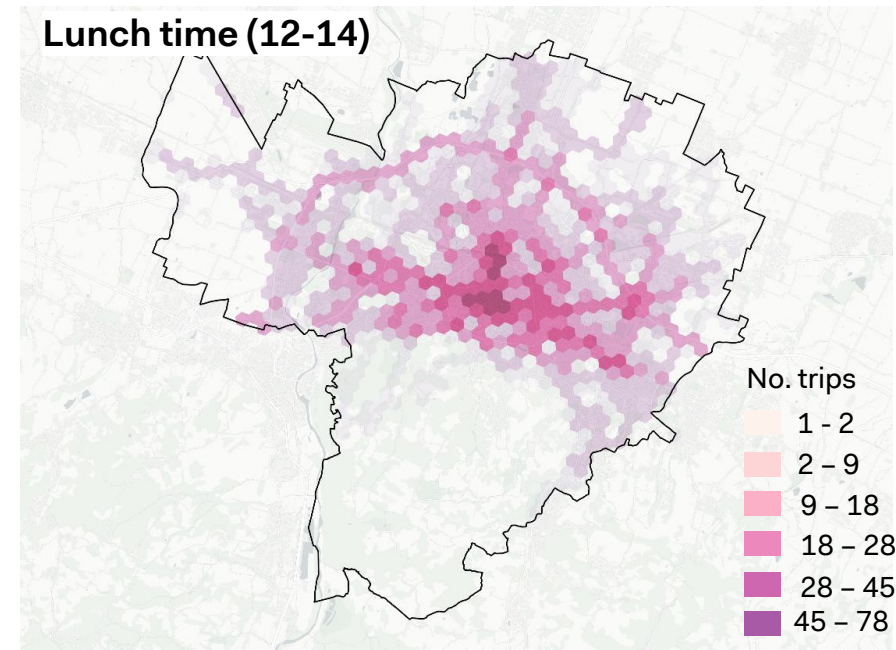 Lunch time (12-14)
No. trips
1 - 2
2 – 9
9 – 18
18 – 28
28 – 45
45 – 78